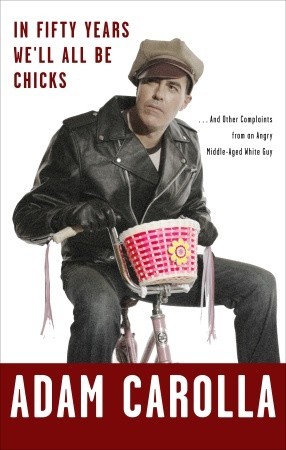 IN FIFTY YEARS
WE'LL ALL BE
CHICKS
. . . And Other Complaints
from an Angry
Middle-Aged White Guy
ADAM CAROLLA